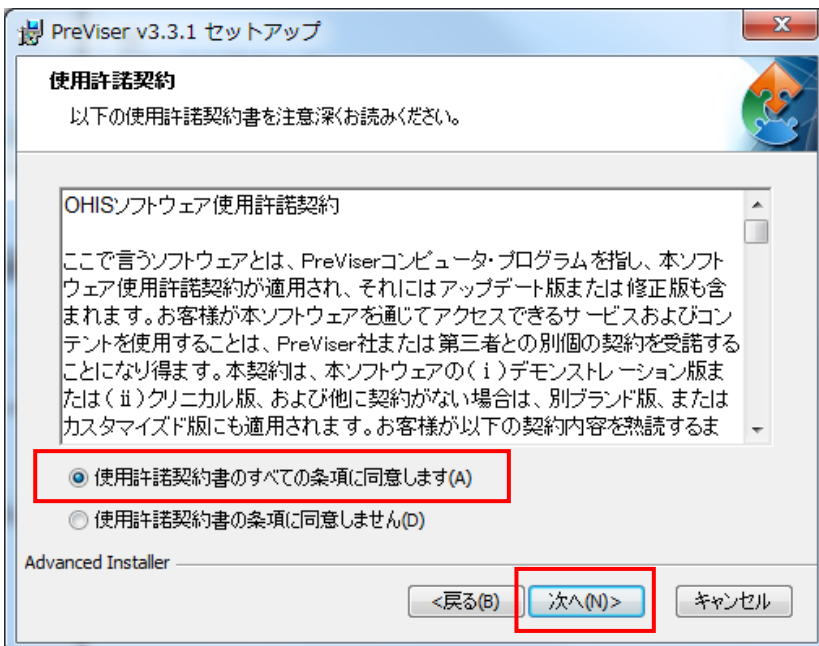 PreViser v3.3.1 セットアップ
使用許諾契約
以下の使用許諾契約書を注意深くお読みください。
OHISソフトウェア使用許諾契約
ここで言うソフトウェアとは、PreViserコンピュータ・プログラムを指し、本ソフト
ウェア使用許諾契約が適用され、それにはアップデート版または修正版も含
まれます。お客様が本ソフトウェアを通じてアクセスできるサービスおよびコン
テントを使用することは、PreViser社または第三者との別個の契約を受諾する
ことになり得ます。本契約は、本ソフトウェアの(ⅰ)デモンストレーション版ま
たは(ⅱ)クリニカル版、および他に契約がない場合は、別ブランド版、または
カスタマイズド版にも適用されます。お客様が以下の契約内容を熟読するま
使用許諾契約書のすべての条項に同意します(A)
使用許諾契約書の条項に同意しません(D)
Advanced Installer
<戻る(B)
次へ(N)>
キャンセル